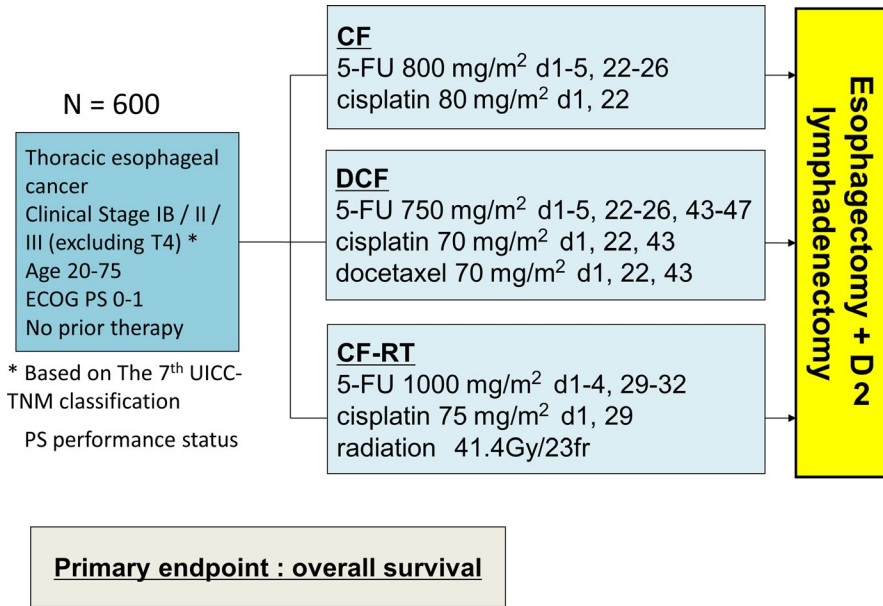 N = 600
Thoracic esophageal
cancer
Clinical Stage IB / II /
III (excluding T4) *
Age 20-75
ECOG PS 0-1
No prior therapy
* Based on The 7th UICC-
TNM classification
PS performance status
CF
5-FU 800 mg/m² d1-5, 22-26
cisplatin 80 mg/m² d1, 22
DCF
5-FU 750 mg/m² d1-5, 22-26, 43-47
cisplatin 70 mg/m² d1, 22, 43
docetaxel 70 mg/m² d1, 22, 43
CF-RT
5-FU 1000 mg/m² d1-4, 29-32
cisplatin 75 mg/m² d1, 29
radiation 41.4Gy/23fr
Esophagectomy + D2
lymphadenectomy
Primary endpoint : overall survival